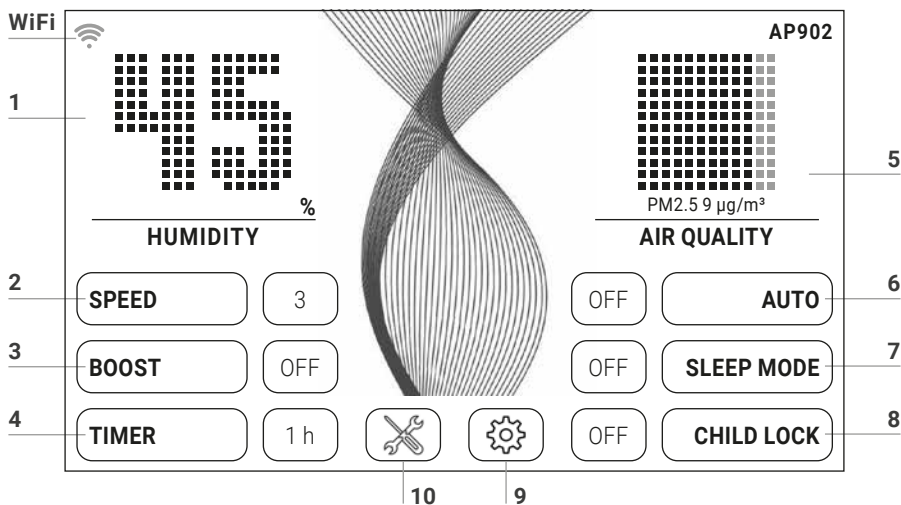 WiFi
AP902
1
45
%
HUMIDITY
5
PM2.5 9 µg/m³
AIR QUALITY
2
SPEED
3
OFF
AUTO
6
3
BOOST
OFF
OFF
SLEEP MODE
7
4
TIMER
1 h
OFF
CHILD LOCK
8
10
9